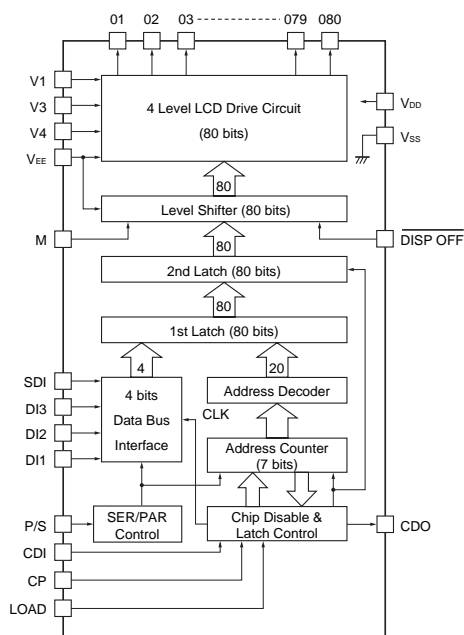 01 02 03 079 080
V1
V3
V4
VEE
4 Level LCD Drive Circuit
(80 bits)
VDD
VSS
80
Level Shifter (80 bits)
M
DISP OFF
80
2nd Latch (80 bits)
80
1st Latch (80 bits)
4
20
SDI
DI3
DI2
DI1
4 bits
Data Bus
Interface
Address Decoder
CLK
Address Counter
(7 bits)
P/S
SER/PAR
Control
Chip Disable &
Latch Control
CDO
CDI
CP
LOAD